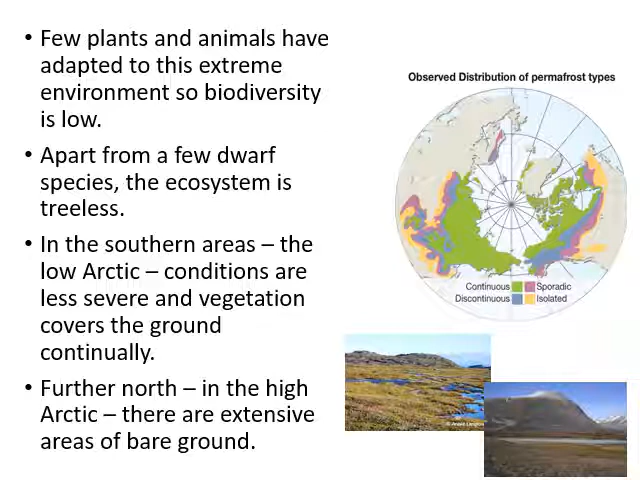 • Few plants and animals have
adapted to this extreme
environment so biodiversity
is low.
• Apart from a few dwarf
species, the ecosystem is
treeless.
• In the southern areas – the
low Arctic – conditions are
less severe and vegetation
covers the ground
continually.
• Further north – in the high
Arctic – there are extensive
areas of bare ground.
Observed Distribution of permafrost types
Continuous Sporadic
Discontinuous Isolated